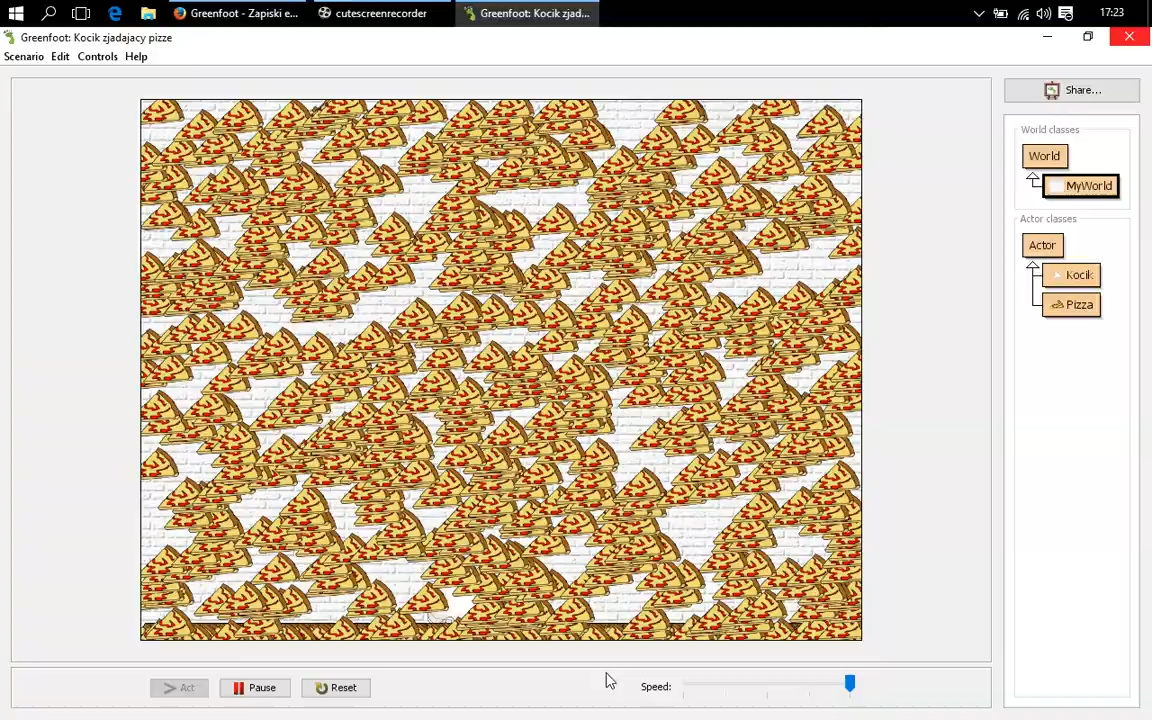 Greenfoot - Zapiski e...
cutescreenrecorder
Greenfoot: Kocik zjad...
17:23
Greenfoot: Kocik zjadajacy pizze
Scenario Edit Controls Help
Share...
World classes
World
MyWorld
Actor classes
Actor
Kocik
Pizza
Act
Pause
Reset
Speed: